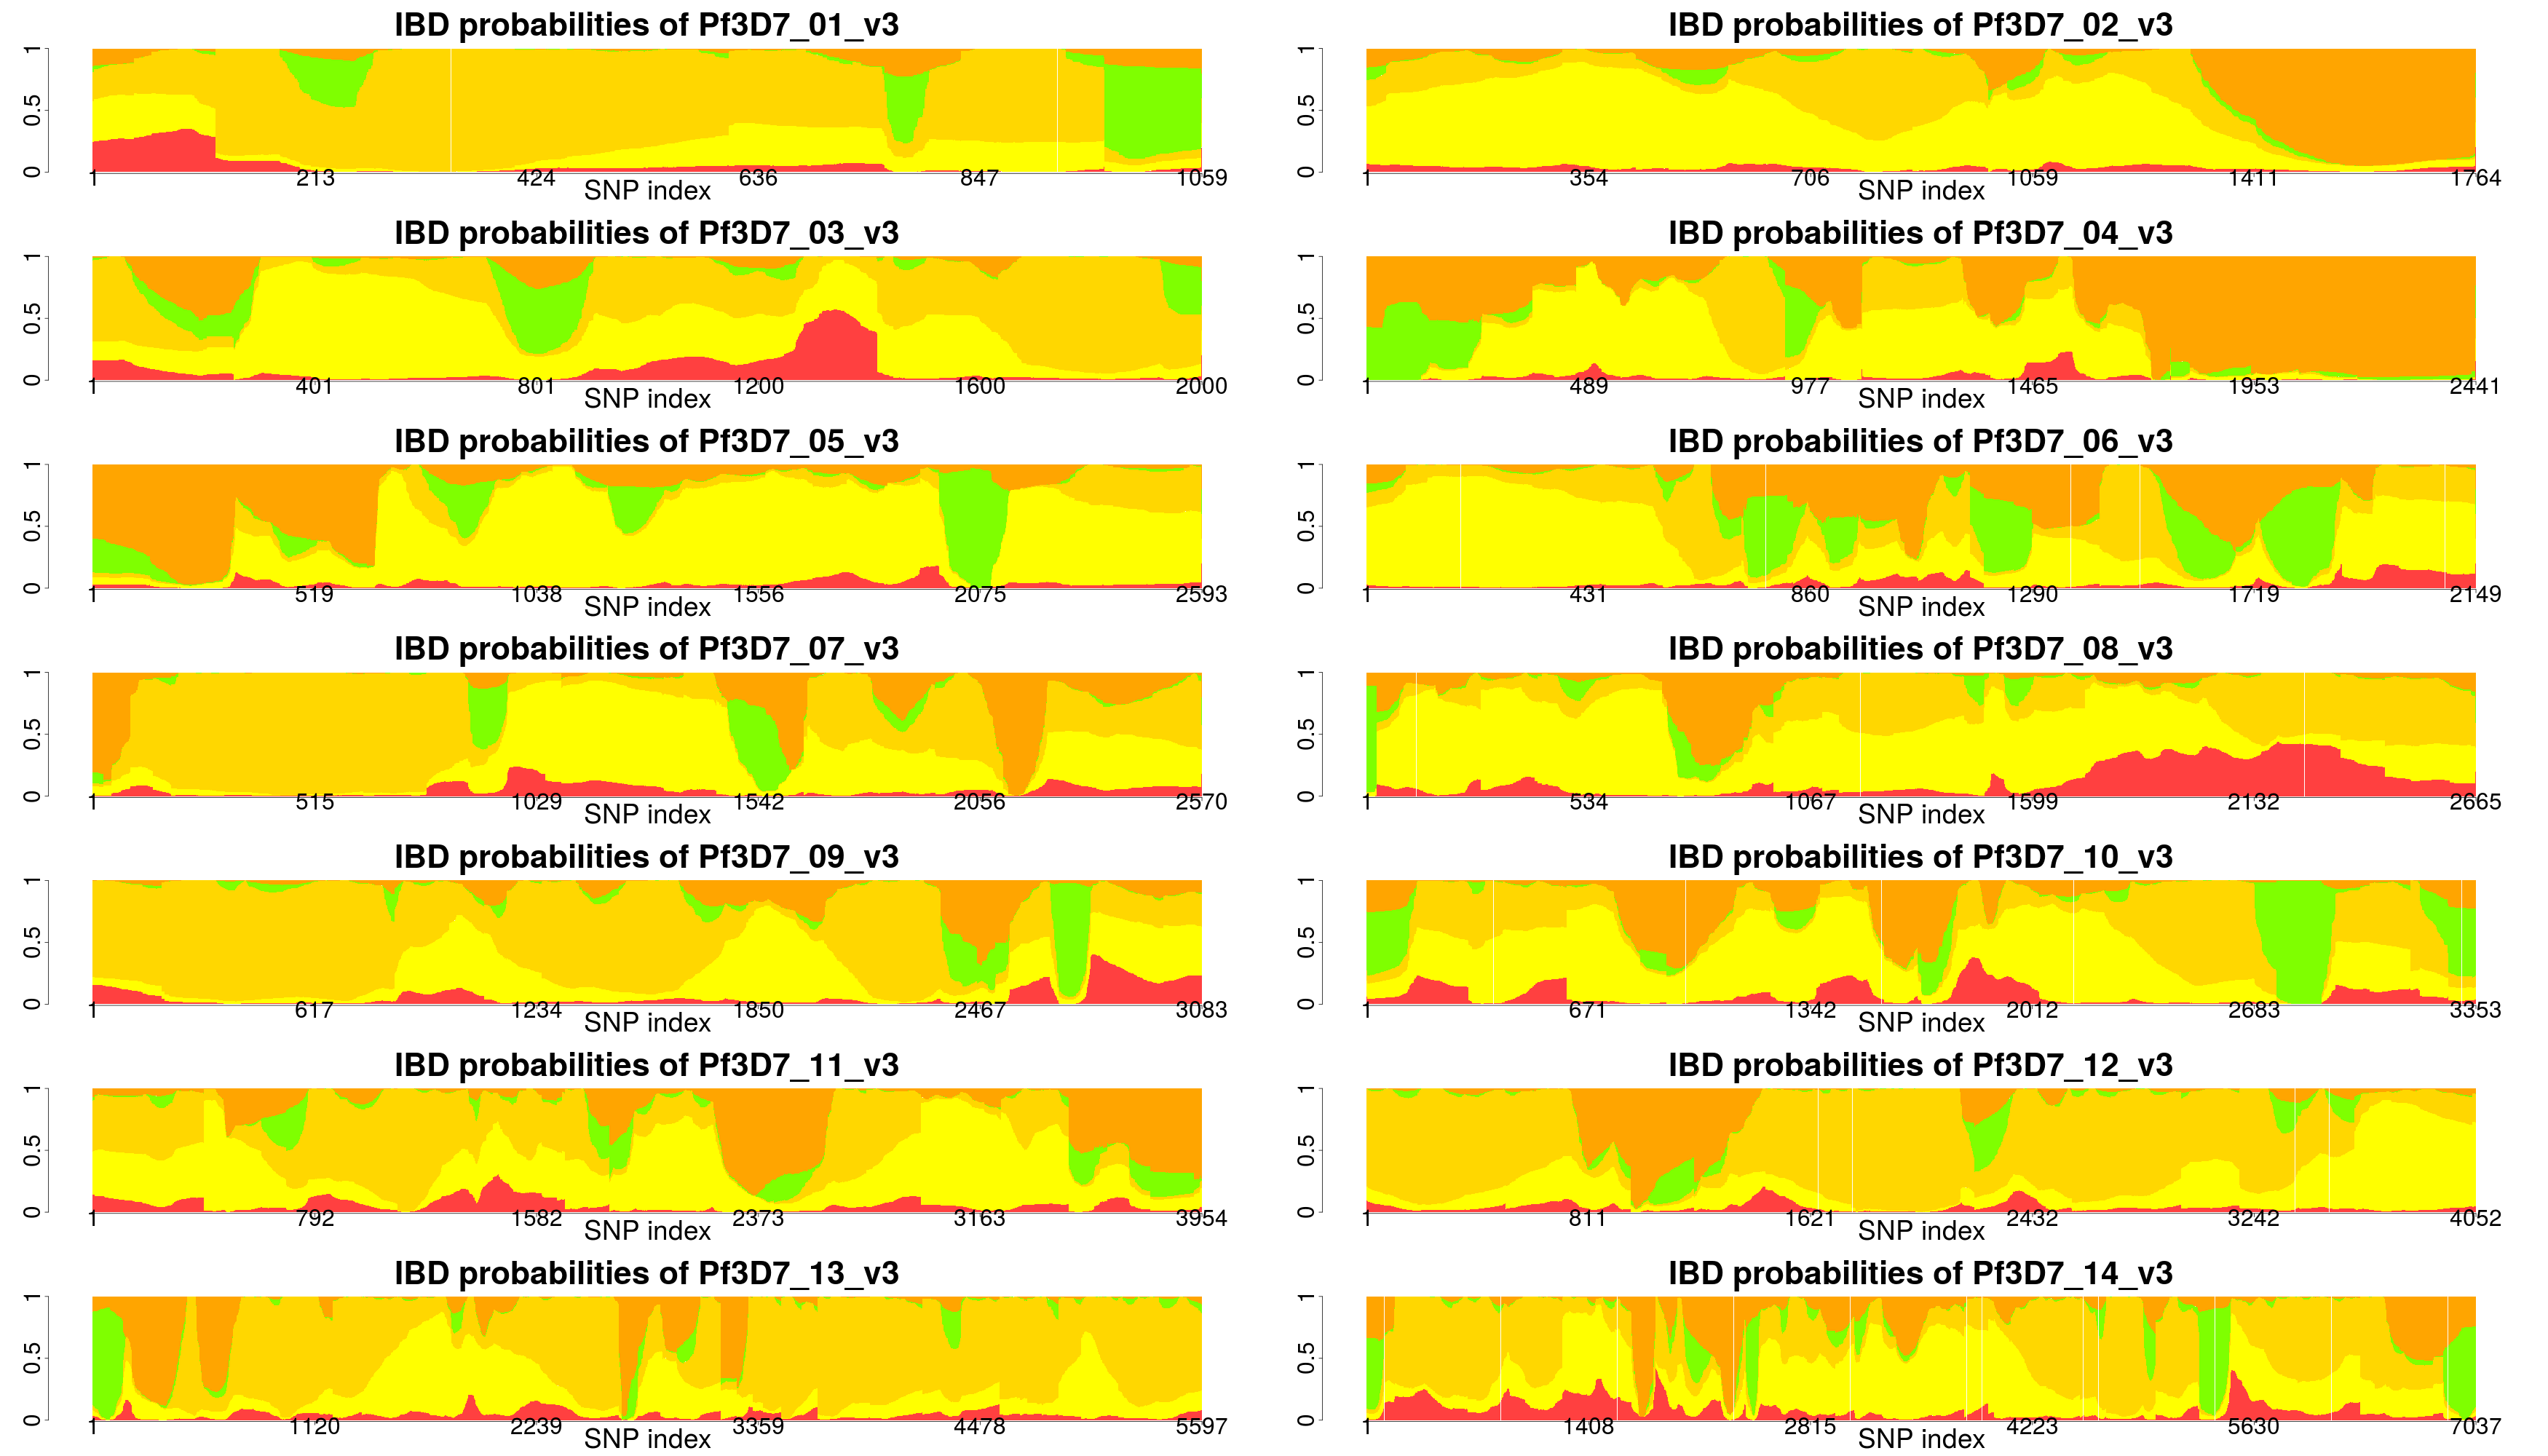 IBD probabilities of Pf3D7_01_v3
1
0.5
0
1 213 424 636 847 1059
SNP index
IBD probabilities of Pf3D7_02_v3
1
0.5
0
1 354 706 1059 1411 1764
SNP index
IBD probabilities of Pf3D7_03_v3
1
0.5
0
1 401 801 1200 1600 2000
SNP index
IBD probabilities of Pf3D7_04_v3
1
0.5
0
1 489 977 1465 1953 2441
SNP index
IBD probabilities of Pf3D7_05_v3
1
0.5
0
1 519 1038 1556 2075 2593
SNP index
IBD probabilities of Pf3D7_06_v3
1
0.5
0
1 431 860 1290 1719 2149
SNP index
IBD probabilities of Pf3D7_07_v3
1
0.5
0
1 515 1029 1542 2056 2570
SNP index
IBD probabilities of Pf3D7_08_v3
1
0.5
0
1 534 1067 1599 2132 2665
SNP index
IBD probabilities of Pf3D7_09_v3
1
0.5
0
1 617 1234 1850 2467 3083
SNP index
IBD probabilities of Pf3D7_10_v3
1
0.5
0
1 671 1342 2012 2683 3353
SNP index
IBD probabilities of Pf3D7_11_v3
1
0.5
0
1 792 1582 2373 3163 3954
SNP index
IBD probabilities of Pf3D7_12_v3
1
0.5
0
1 811 1621 2432 3242 4052
SNP index
IBD probabilities of Pf3D7_13_v3
1
0.5
0
1 1120 2239 3359 4478 5597
SNP index
IBD probabilities of Pf3D7_14_v3
1
0.5
0
1 1408 2815 4223 5630 7037
SNP index